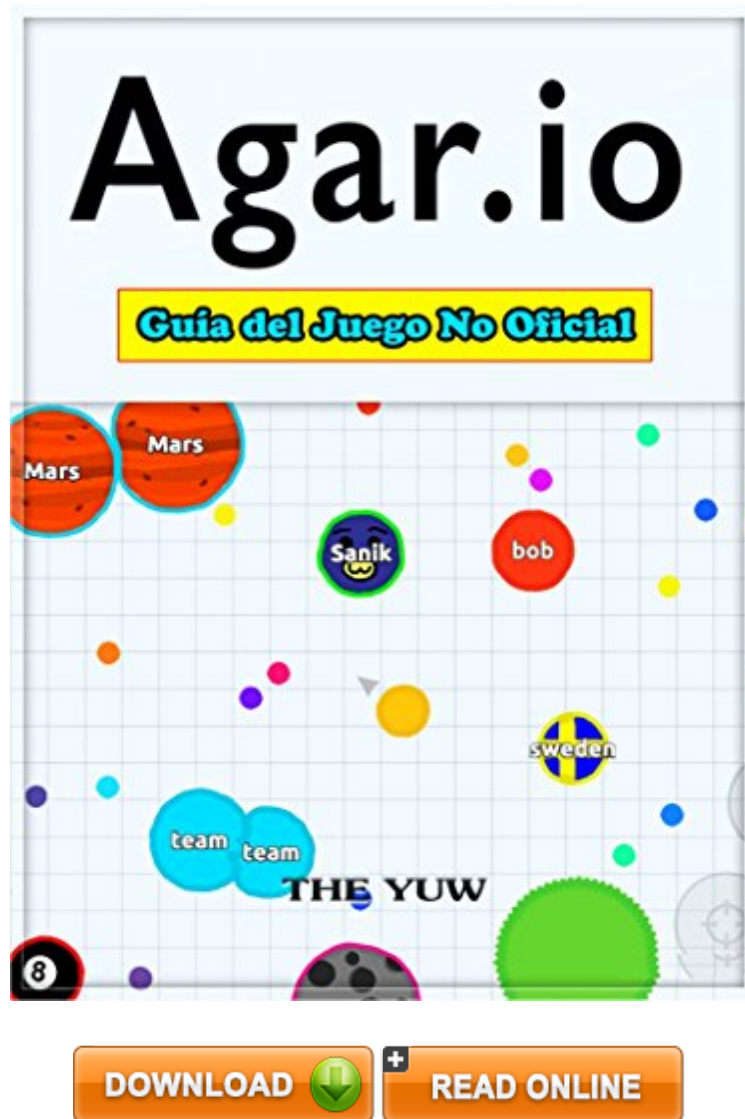 Agar.io
Guía del Juego No Oficial
Mars
Mars
Sanik
bob
sweden
team
team
THE YUW
8
DOWNLOAD
READ ONLINE